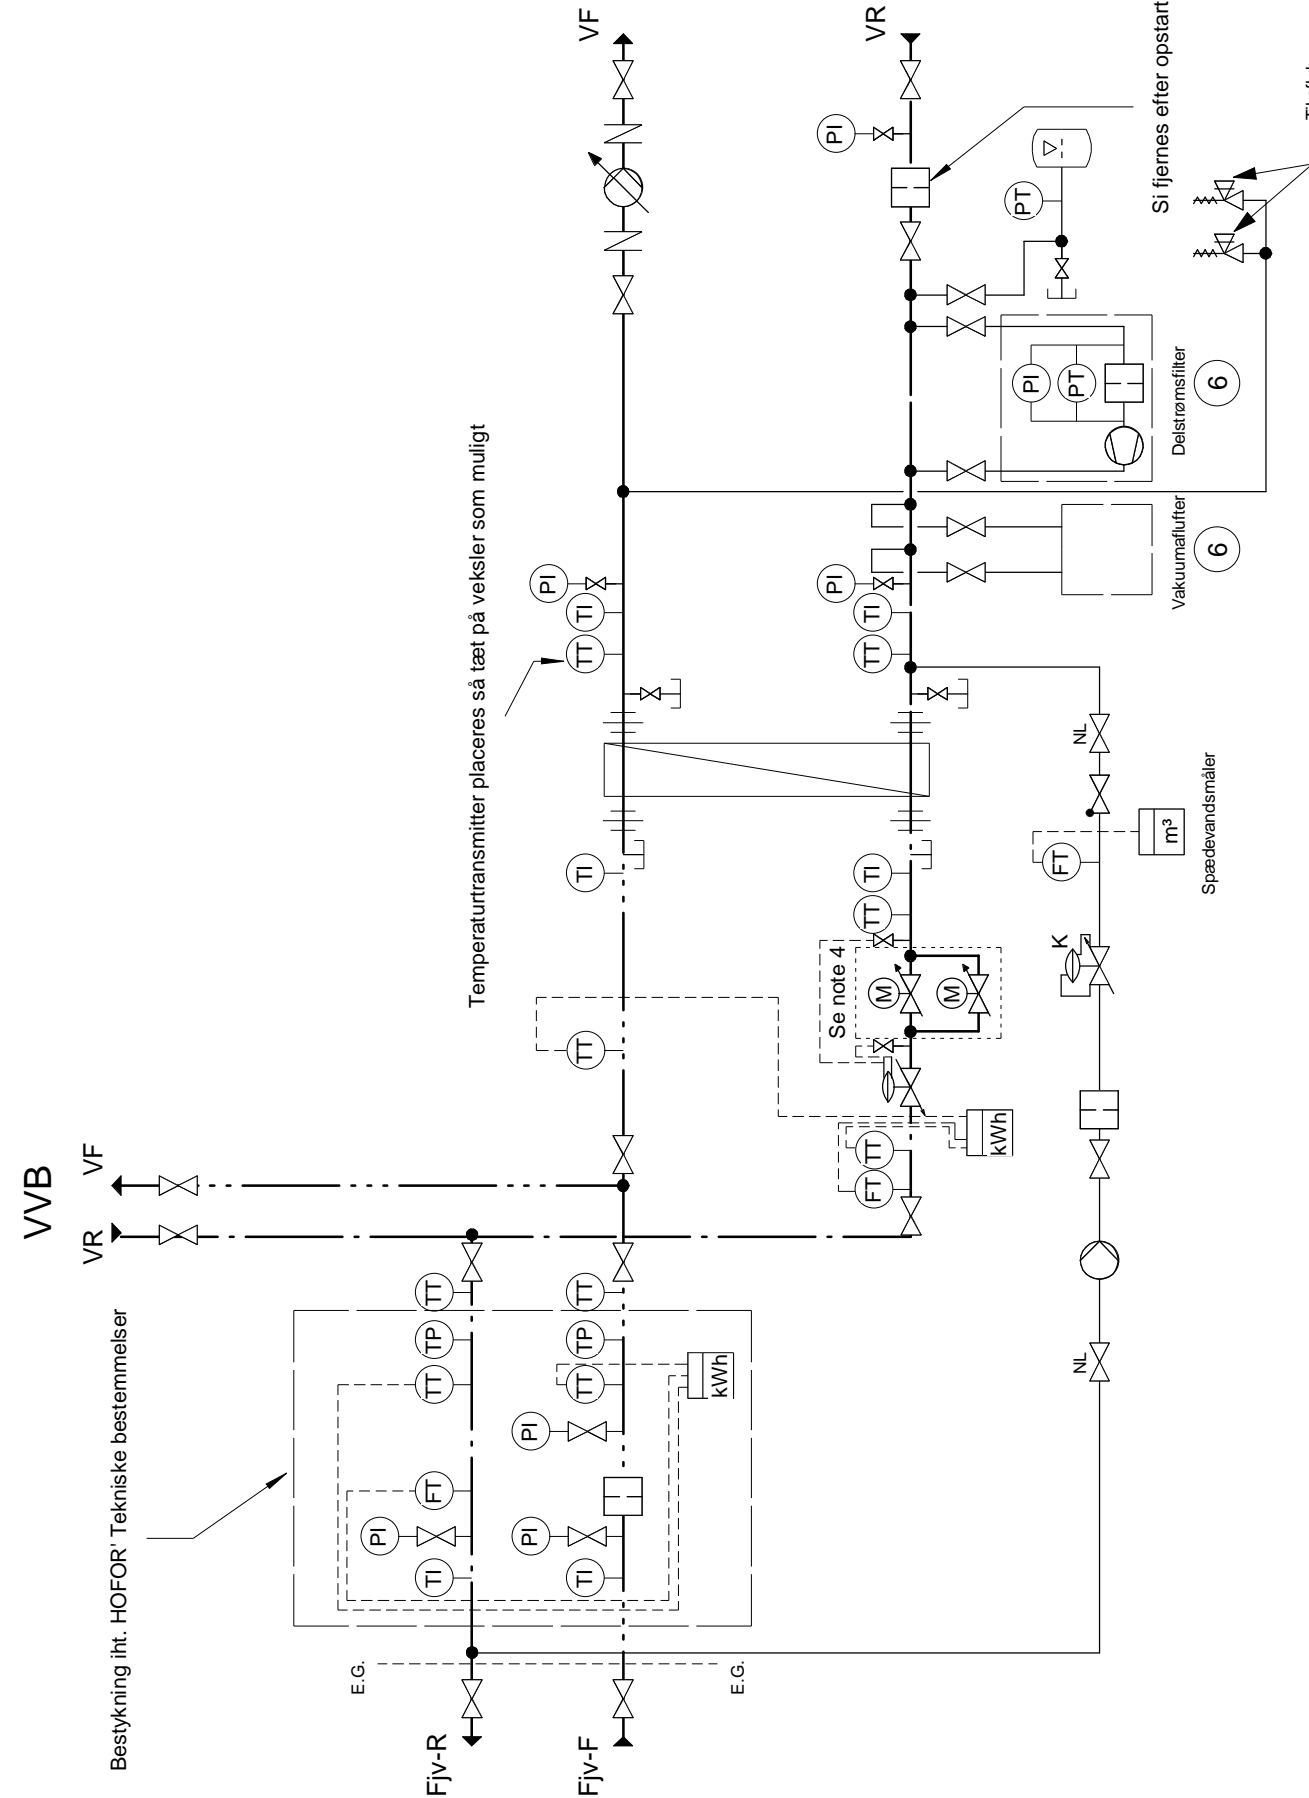 VVB
VR
VF
Bestykning iht. HOFOR' Tekniske bestemmelser
Fjv-R
Fjv-F
E.G.
E.G.
TI
PI
FT
TT
TP
TT
TI
PI
PI
TT
TP
TT
kWh
TT
TI
Temperaturtransmitter placeres så tæt på veksler som muligt
TT
TI
PI
VF
FT
TT
kWh
Se note 4
M
M
TT
TI
TT
TI
PI
PI
VR
Si fjernes efter opstart
PT
PI
PT
Delstrømsfilter
6
Vakuumaflufter
6
NL
K
FT
m³
Spædevandsmåler
NL